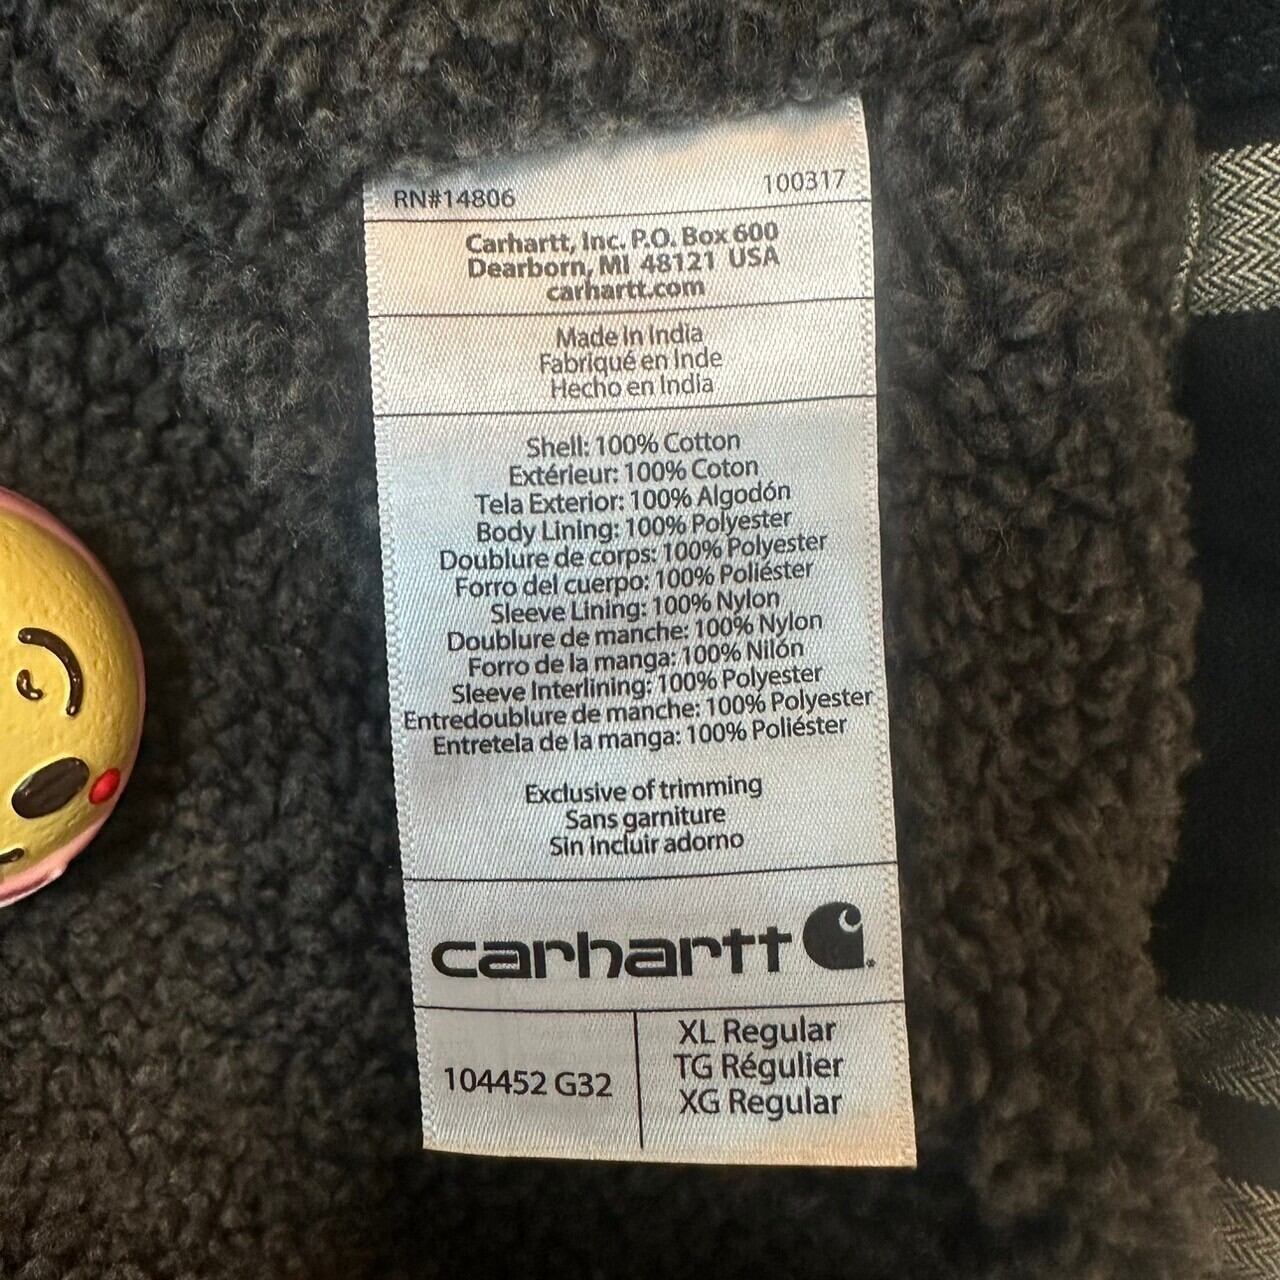 RN#14806 100317
Carhartt, Inc. P.O. Box 600
Dearborn, MI 48121 USA
carhartt.com
Made in India
Fabriqué en Inde
Hecho en India
Shell: 100% Cotton
Extérieur: 100% Coton
Tela Exterior: 100% Algodón
Body Lining: 100% Polyester
Doublure de corps: 100% Polyester
Forro del cuerpo: 100% Poliéster
Sleeve Lining: 100% Nylon
Doublure de manche: 100% Nylon
Forro de la manga: 100% Nilón
Sleeve Interlining: 100% Polyester
Entredoublure de manche: 100% Polyester
Entretela de la manga: 100% Poliéster
Exclusive of trimming
Sans garniture
Sin incluir adorno
carhartt
104452 G32
XL Regular
TG Régulier
XG Regular